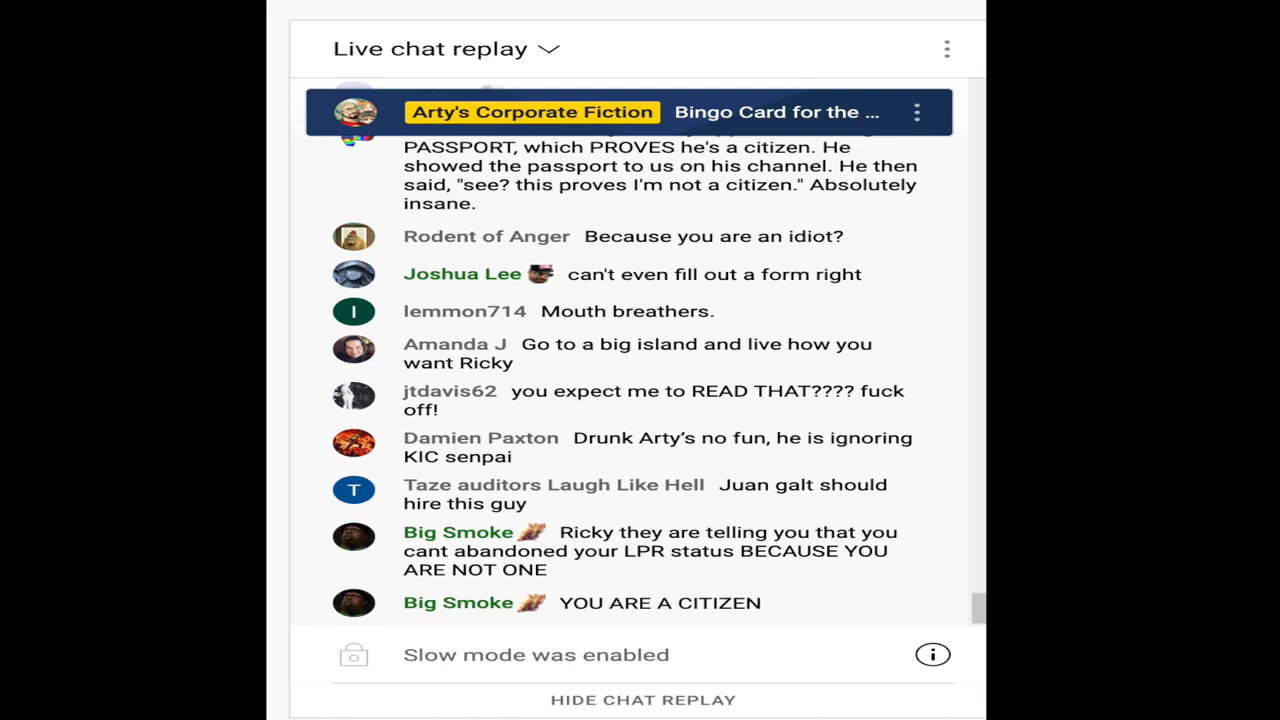 Live chat replay
Arty's Corporate Fiction Bingo Card for the ...
PASSPORT, which PROVES he's a citizen. He
showed the passport to us on his channel. He then
said, "see? this proves I'm not a citizen." Absolutely
insane.
Rodent of Anger Because you are an idiot?
Joshua Lee can't even fill out a form right
I
lemmon714 Mouth breathers.
Amanda J Go to a big island and live how you
want Ricky
jtdavis62 you expect me to READ THAT???? fuck
off!
Damien Paxton Drunk Arty’s no fun, he is ignoring
KIC senpai
T
Taze auditors Laugh Like Hell Juan galt should
hire this guy
Big Smoke Ricky they are telling you that you
cant abandoned your LPR status BECAUSE YOU
ARE NOT ONE
Big Smoke YOU ARE A CITIZEN
Slow mode was enabled
HIDE CHAT REPLAY